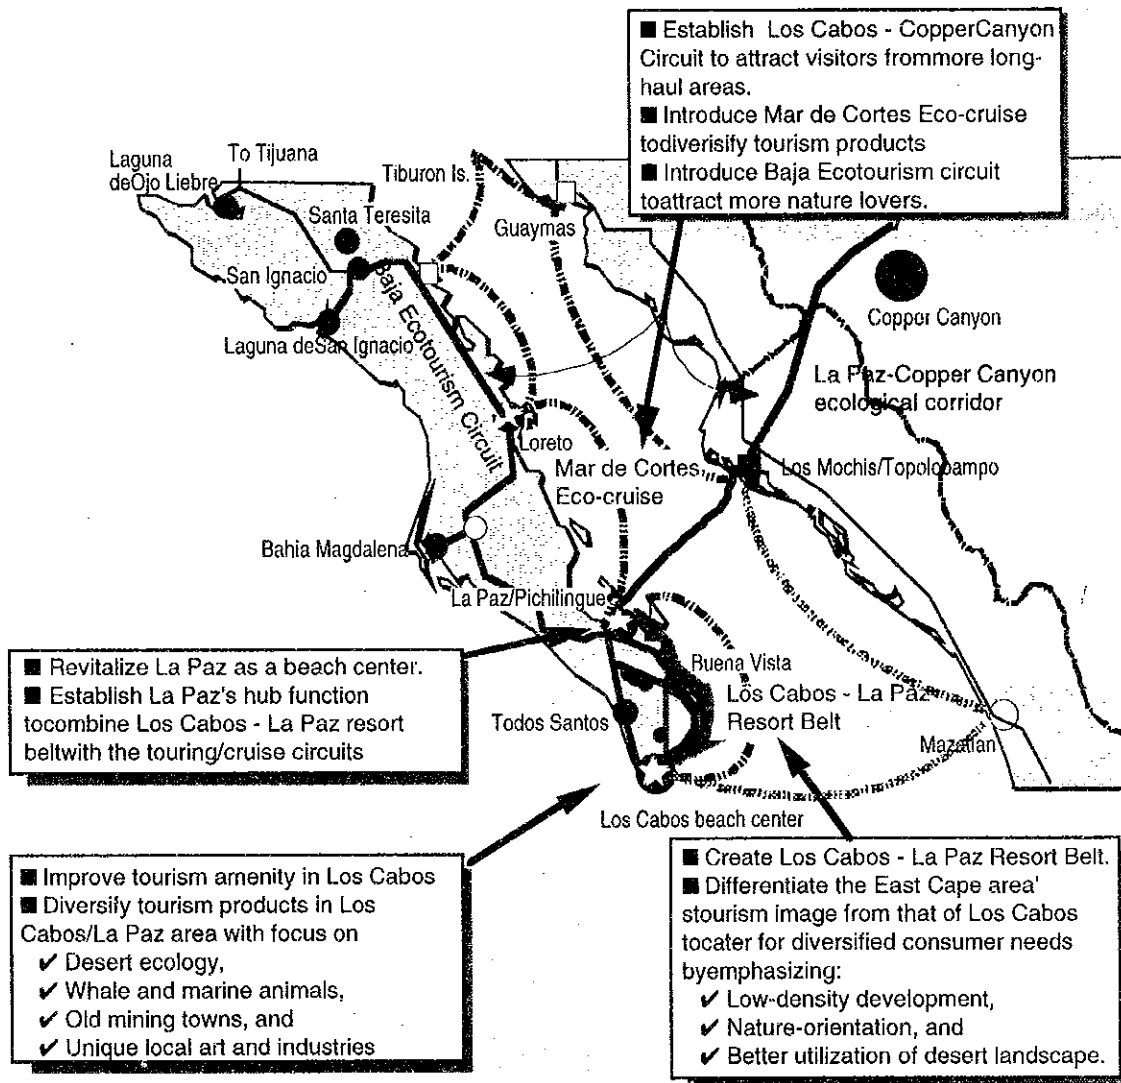 ■ Establish Los Cabos - CopperCanyon
Circuit to attract visitors frommore long-
haul areas.
■ Introduce Mar de Cortes Eco-cruise
todiverisify tourism products
■ Introduce Baja Ecotourism circuit
toattract more nature lovers.
Laguna
deOjo Liebre
To Tijuana
Tiburon Is.
Santa Teresita
Guaymas
San Ignacio
Laguna deSan Ignacio
Baja Ecotourism Circuit
Coppor Canyon
La Paz-Copper Canyon
ecological corridor
Loreto
Mar de Cortes
Eco-cruise
Los Mochis/Topolobampo
Bahia Magdalena
La Paz/Pichilingue
■ Revitalize La Paz as a beach center.
■ Establish La Paz's hub function
tocombine Los Cabos - La Paz resort
beltwith the touring/cruise circuits
Buena Vista
Los Cabos - La Paz
Resort Belt
Todos Santos
Mazatlan
Los Cabos beach center
■ Improve tourism amenity in Los Cabos
■ Diversify tourism products in Los
Cabos/La Paz area with focus on
✔ Desert ecology,
✔ Whale and marine animals,
✔ Old mining towns, and
✔ Unique local art and industries
■ Create Los Cabos - La Paz Resort Belt.
■ Differentiate the East Cape area'
stourism image from that of Los Cabos
tocater for diversified consumer needs
byemphasizing:
✔ Low-density development,
✔ Nature-orientation, and
✔ Better utilization of desert landscape.